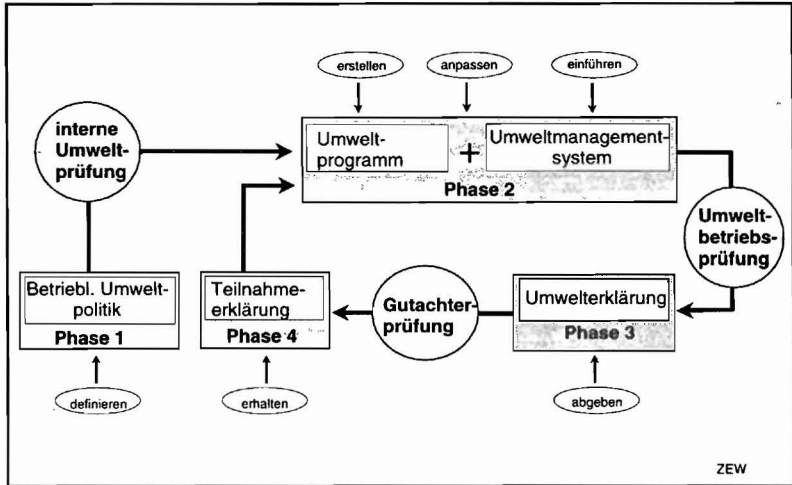 erstellen
anpassen
einführen
interne
Umwelt-
prüfung
Umwelt-
programm
+
Umweltmanagement-
system
Phase 2
Umwelt-
betriebs-
prüfung
Betriebl. Umwelt-
politik
Phase 1
Teilnahme-
erklärung
Phase 4
Gutachter-
prüfung
Umwelterklärung
Phase 3
definieren
erhalten
abgeben
ZEW